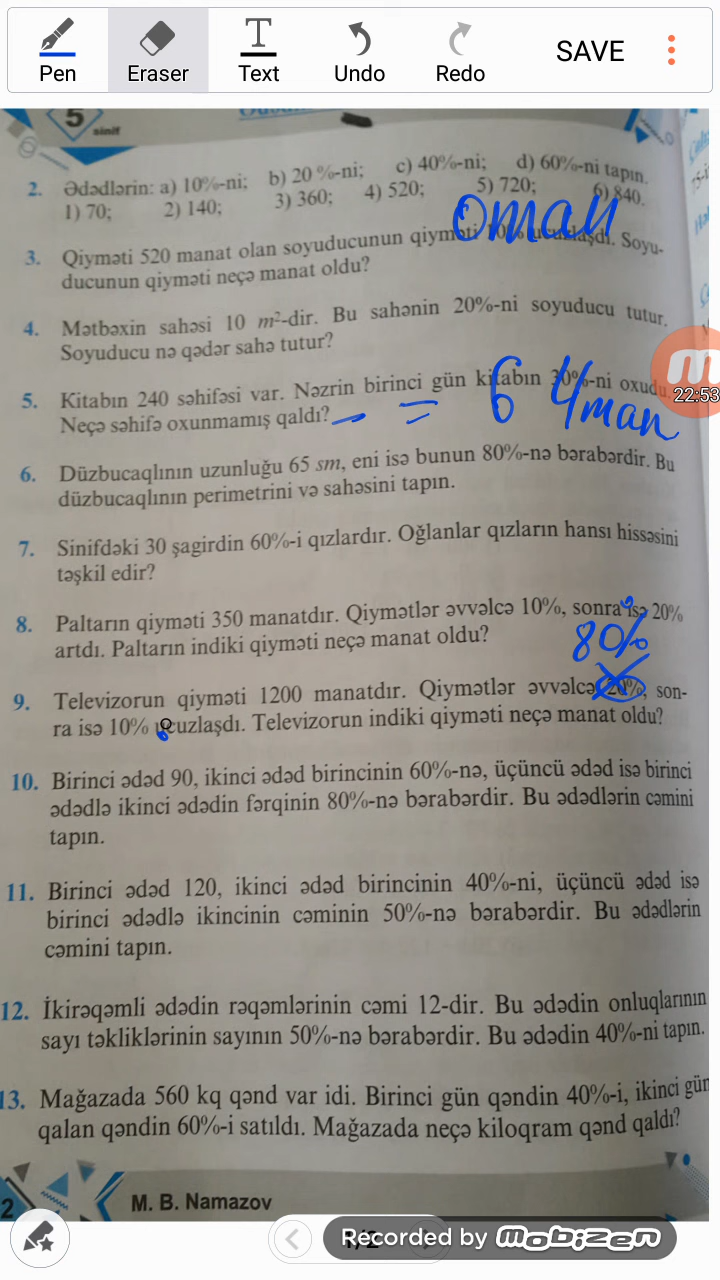 Pen
Eraser
Text
Undo
Redo
SAVE
5
sinif
2. Ədədlərin: a) 10%-ni; b) 20 %-ni; c) 40%-ni; d) 60%-ni tapın.
1) 70; 2) 140; 3) 360; 4) 520; 5) 720; 6) 840.
oman
3. Qiyməti 520 manat olan soyuducunun qiyməti ucuzlaşdı. Soyu-
ducunun qiyməti neçə manat oldu?
4. Mətbəxin sahəsi 10 m²-dir. Bu sahənin 20%-ni soyuducu tutur.
Soyuducu nə qədər sahə tutur?
22:53
5. Kitabın 240 səhifəsi var. Nəzrin birinci gün kitabın 30%-ni oxudu.
Neçə səhifə oxunmamış qaldı?
- = 6 4man
6. Düzbucaqlının uzunluğu 65 sm, eni isə bunun 80%-nə bərabərdir. Bu
düzbucaqlının perimetrini və sahəsini tapın.
7. Sinifdəki 30 şagirdin 60%-i qızlardır. Oğlanlar qızların hansı hissəsini
təşkil edir?
8. Paltarın qiyməti 350 manatdır. Qiymətlər əvvəlcə 10%, sonra isə 20%
artdı. Paltarın indiki qiyməti neçə manat oldu?
80%
9. Televizorun qiyməti 1200 manatdır. Qiymətlər əvvəlcə 20%, son-
ra isə 10% ucuzlaşdı. Televizorun indiki qiyməti neçə manat oldu?
10. Birinci ədəd 90, ikinci ədəd birincinin 60%-nə, üçüncü ədəd isə birinci
ədədlə ikinci ədədin fərqinin 80%-nə bərabərdir. Bu ədədlərin cəmini
tapın.
11. Birinci ədəd 120, ikinci ədəd birincinin 40%-ni, üçüncü ədəd isə
birinci ədədlə ikincinin cəminin 50%-nə bərabərdir. Bu ədədlərin
cəmini tapın.
12. İkirəqəmli ədədin rəqəmlərinin cəmi 12-dir. Bu ədədin onluqlarının
sayı təkliklərinin sayının 50%-nə bərabərdir. Bu ədədin 40%-ni tapın.
13. Mağazada 560 kq qənd var idi. Birinci gün qəndin 40%-i, ikinci gün
qalan qəndin 60%-i satıldı. Mağazada neçə kiloqram qənd qaldı?
2
M. B. Namazov
Recorded by MOBIZEN